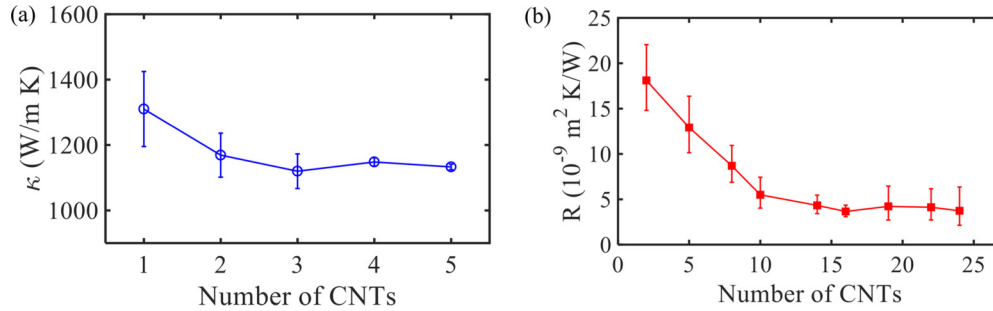 (a)
1600
1400
1200
1000
κ (W/m K)
1 2 3 4 5
Number of CNTs
(b)
25
20
15
10
5
0
R (10⁻⁹ m² K/W)
0 5 10 15 20 25
Number of CNTs